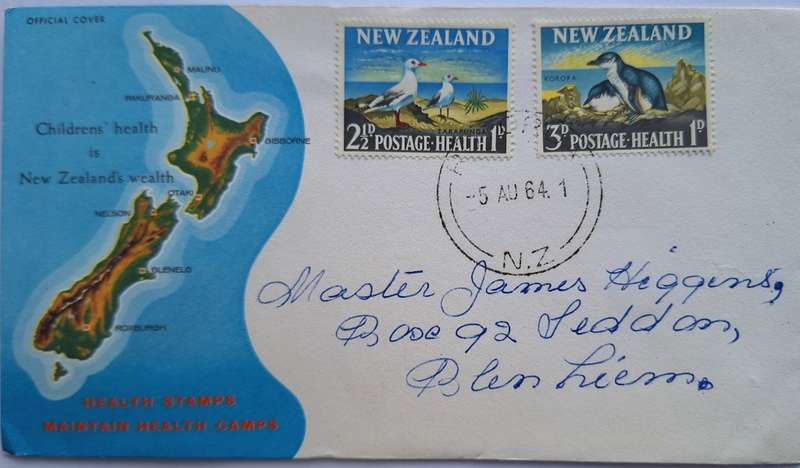 OFFICIAL COVER
MALINU
PAKURANGA
Childrens' health
is
GISBORNE
New Zealand's wealth
OTAKI
NELSON
GLENELG
ROXBURGH
HEALTH STAMPS
MAINTAIN HEALTH CAMPS
NEW ZEALAND
TARAPUNGA
2½D POSTAGE·HEALTH 1D
NEW ZEALAND
KORORA
3D POSTAGE·HEALTH 1D
-5 AU 64. 1
N.Z.
Master James Higgens,
Box 92 Seddon,
Blenhiem.